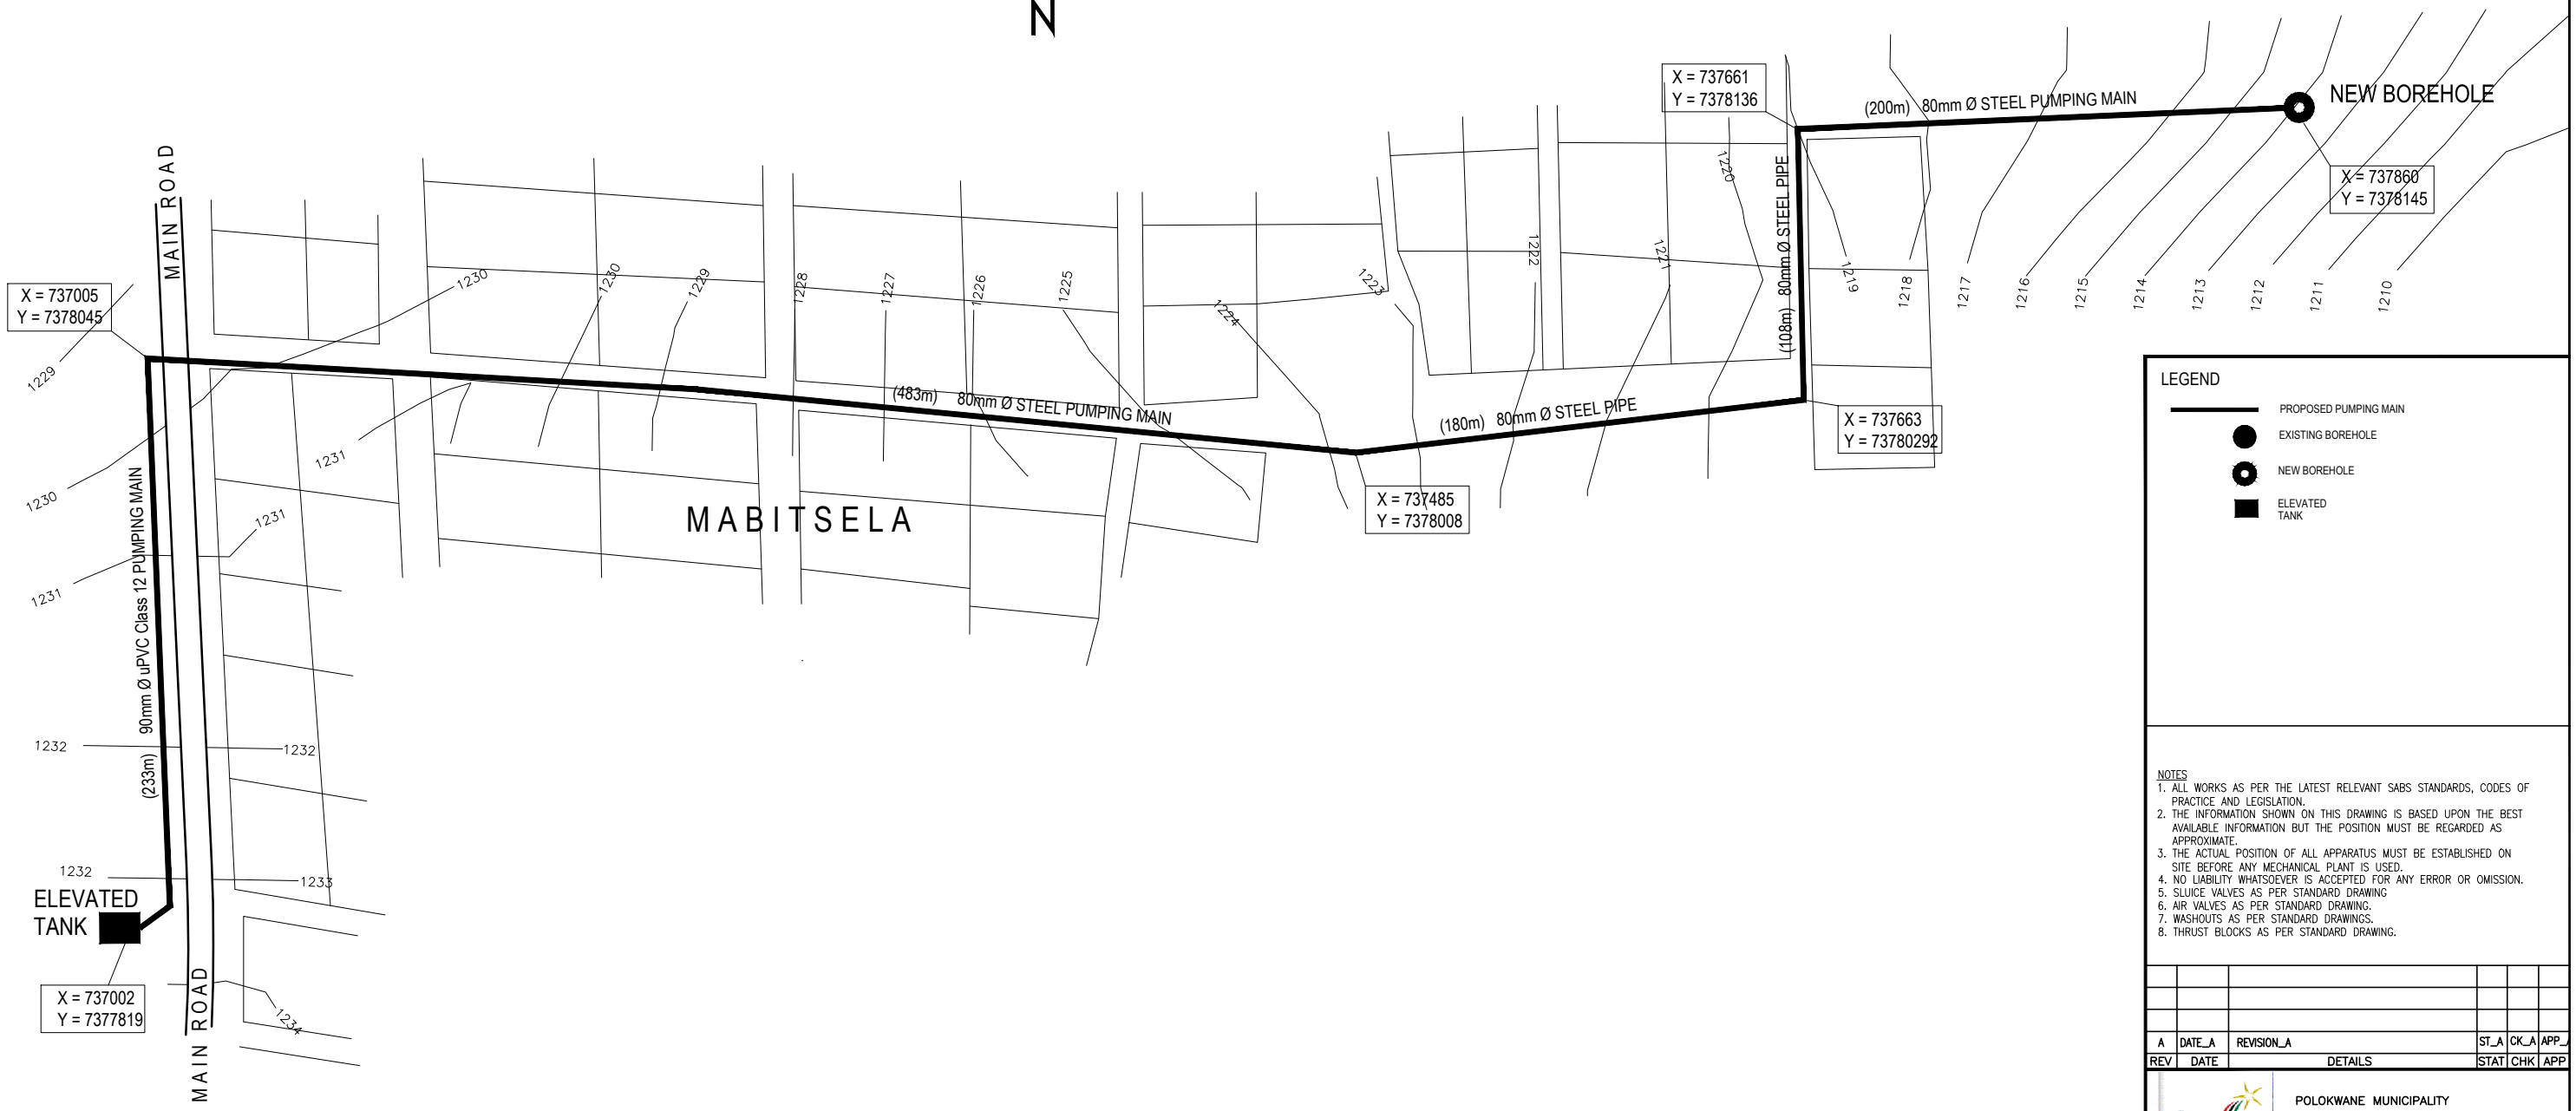 N
X = 737661
Y = 7378136
(200m) 80mm Ø STEEL PUMPING MAIN
NEW BOREHOLE
X = 737860
Y = 7378145
MAIN ROAD
(108m) 80mm Ø STEEL PIPE
X = 737005
Y = 7378045
1229
1230
1230
1229
1228
1227
1226
1225
1224
1223
1222
1221
1220
1219
1218
1217
1216
1215
1214
1213
1212
1211
1210
(483m) 80mm Ø STEEL PUMPING MAIN
(180m) 80mm Ø STEEL PIPE
X = 737663
Y = 73780292
X = 737485
Y = 7378008
MABITSELA
1231
1231
1230
1231
(233m) 90mm Ø uPVC Class 12 PUMPING MAIN
1232
1232
1232
1233
ELEVATED
TANK
X = 737002
Y = 7377819
1234
MAIN ROAD
MAIN ROAD
LEGEND
PROPOSED PUMPING MAIN
EXISTING BOREHOLE
NEW BOREHOLE
ELEVATED
TANK
NOTES
1. ALL WORKS AS PER THE LATEST RELEVANT SABS STANDARDS, CODES OF
PRACTICE AND LEGISLATION.
2. THE INFORMATION SHOWN ON THIS DRAWING IS BASED UPON THE BEST
AVAILABLE INFORMATION BUT THE POSITION MUST BE REGARDED AS
APPROXIMATE.
3. THE ACTUAL POSITION OF ALL APPARATUS MUST BE ESTABLISHED ON
SITE BEFORE ANY MECHANICAL PLANT IS USED.
4. NO LIABILITY WHATSOEVER IS ACCEPTED FOR ANY ERROR OR OMISSION.
5. SLUICE VALVES AS PER STANDARD DRAWING
6. AIR VALVES AS PER STANDARD DRAWING.
7. WASHOUTS AS PER STANDARD DRAWINGS.
8. THRUST BLOCKS AS PER STANDARD DRAWING.
A DATE_A REVISION_A ST_A CK_A APP_
REV DATE DETAILS STAT CHK APP
POLOKWANE MUNICIPALITY